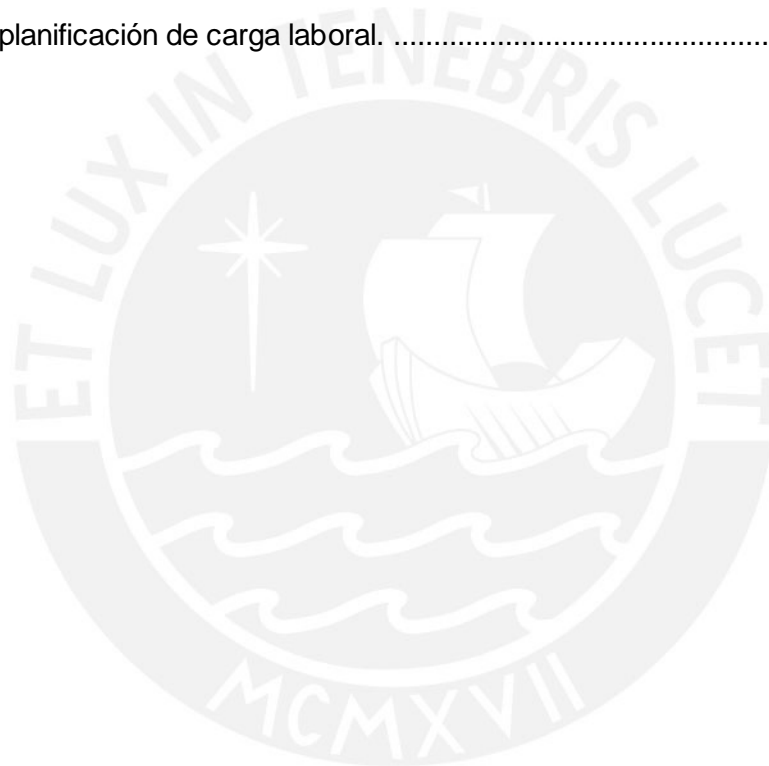 planificación de carga laboral. ................................................
ET LUX IN TENEBRIS LUCET
MCMXVII